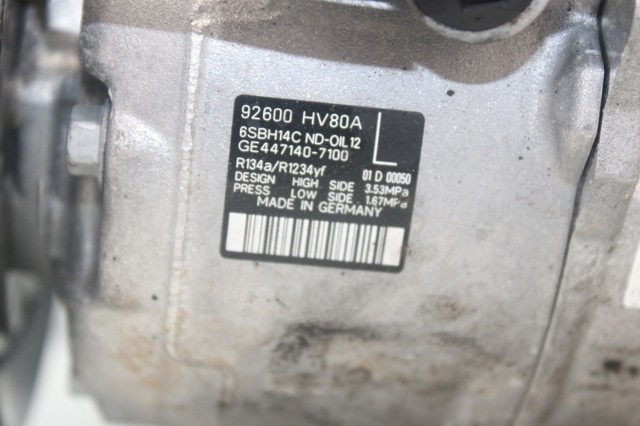 92600 HV80A
6SBH14C ND-OIL12
GE447140-7100
L
R134a/R1234yf 01 D 00050
DESIGN HIGH SIDE 3.53MPa
PRESS LOW SIDE 1.67MPa
MADE IN GERMANY